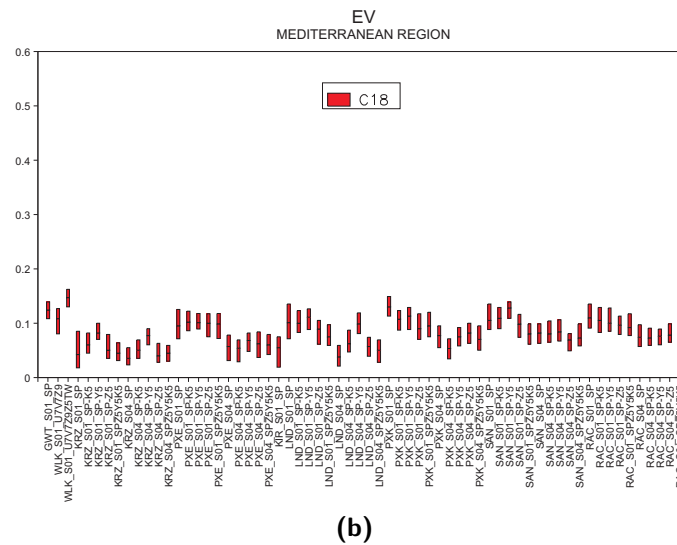 EV
MEDITERRANEAN REGION
0.6
0.5
0.4
0.3
0.2
0.1
0
C18
GWT_S01_SP
WLK_S01_U7V7Z9
WLK_S01_U7V7ZQZ5TW
KRZ_S01_SP
KRZ_S01_SP-K5
KRZ_S01_SP-Y5
KRZ_S01_SP-Z5
KRZ_S01_SPZ5Y5K5
KRZ_S04_SP
KRZ_S04_SP-K5
KRZ_S04_SP-Y5
KRZ_S04_SP-Z5
KRZ_S04_SPZ5Y5K5
PXE_S01_SP
PXE_S01_SP-K5
PXE_S01_SP-Y5
PXE_S01_SP-Z5
PXE_S01_SPZ5Y5K5
PXE_S04_SP
PXE_S04_SP-K5
PXE_S04_SP-Y5
PXE_S04_SP-Z5
PXE_S04_SPZ5Y5K5
KIR_S01_SP
LND_S01_SP
LND_S01_SP-K5
LND_S01_SP-Y5
LND_S01_SP-Z5
LND_S01_SPZ5Y5K5
LND_S04_SP
LND_S04_SP-K5
LND_S04_SP-Y5
LND_S04_SP-Z5
LND_S04_SPZ5Y5K5
PXK_S01_SP
PXK_S01_SP-K5
PXK_S01_SP-Y5
PXK_S01_SP-Z5
PXK_S01_SPZ5Y5K5
PXK_S04_SP
PXK_S04_SP-K5
PXK_S04_SP-Y5
PXK_S04_SP-Z5
PXK_S04_SPZ5Y5K5
SAN_S01_SP
SAN_S01_SP-K5
SAN_S01_SP-Y5
SAN_S01_SP-Z5
SAN_S01_SPZ5Y5K5
SAN_S04_SP
SAN_S04_SP-K5
SAN_S04_SP-Y5
SAN_S04_SP-Z5
SAN_S04_SPZ5Y5K5
RAC_S01_SP
RAC_S01_SP-K5
RAC_S01_SP-Y5
RAC_S01_SP-Z5
RAC_S01_SPZ5Y5K5
RAC_S04_SP
RAC_S04_SP-K5
RAC_S04_SP-Y5
RAC_S04_SP-Z5
(b)